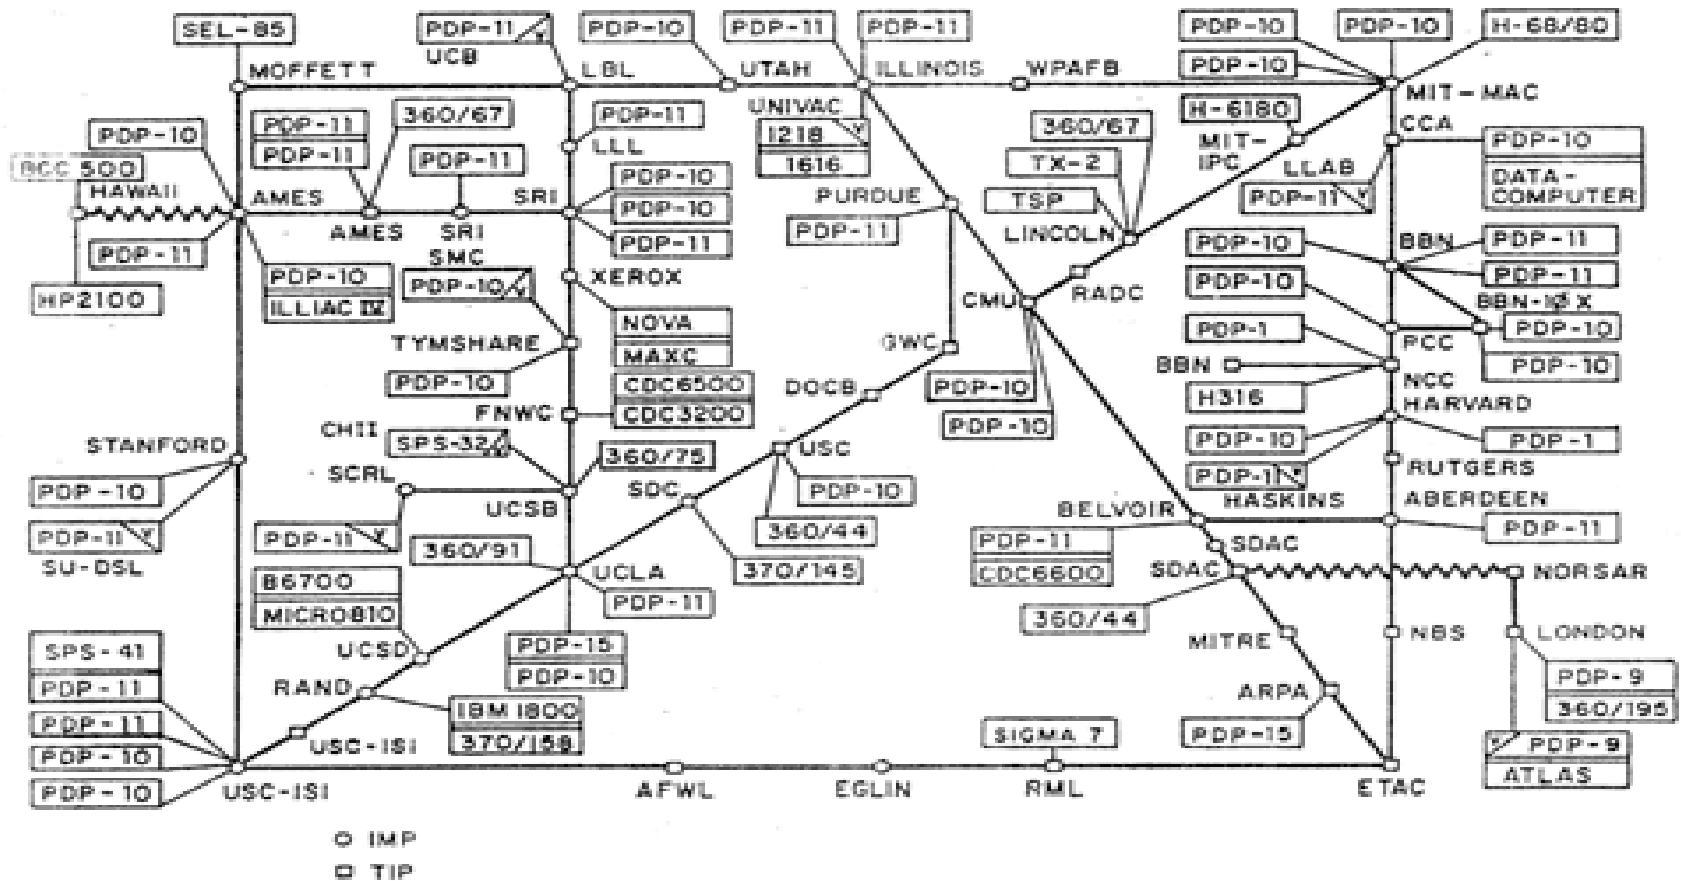 SEL-85
PDP-11
UCB
PDP-10
PDP-11
PDP-11
PDP-10
PDP-10
H-68/80
MOFFETT
LBL
UTAH
ILLINOIS
WPAFB
PDP-10
MIT-MAC
PDP-10
BCC 500
HAWAII
PDP-11
PDP-11
360/67
PDP-11
PDP-11
LLL
UNIVAC
1218
1616
360/67
TX-2
TSP
H-6180
MIT-
IPC
CCA
PDP-10
DATA-
COMPUTER
LLAB
PDP-11
AMES
AMES
SRI
SRI
PDP-10
PDP-10
PDP-11
PURDUE
PDP-11
LINCOLN
PDP-11
HP2100
PDP-10
ILLIAC IV
SMC
PDP-10
XEROX
NOVA
MAXC
CMU
RADC
PDP-10
PDP-10
BBN
PDP-11
PDP-11
PDP-10
PDP-10
PDP-10
PCC
TYMSHARE
PDP-10
GWC
DOCB
PDP-1
BBN
H316
NCC
CDC6500
CDC3200
FNWC
HARVARD
PDP-10
PDP-1
HASKINS
STANFORD
PDP-10
PDP-11
SU-DSL
CHII
SPS-32
SCRL
PDP-11
360/75
UCSB
USC
PDP-10
360/44
SDC
370/145
RUTGERS
ABERDEEN
PDP-11
BELVOIR
PDP-11
CDC6600
SDAC
SDAC
360/44
NORSAR
360/91
UCLA
PDP-11
B6700
MICRO810
UCSD
PDP-15
PDP-10
MITRE
NBS
LONDON
PDP-9
360/195
PDP-9
ATLAS
SPS-41
PDP-11
PDP-11
PDP-10
PDP-10
RAND
IBM 1800
370/158
USC-ISI
USC-ISI
ARPA
PDP-15
SIGMA 7
AFWL
EGLIN
RML
ETAC
IMP
TIP